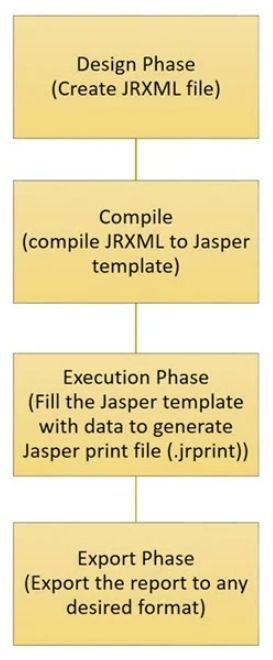 Design Phase
(Create JRXML file)
Compile
(compile JRXML to Jasper
template)
Execution Phase
(Fill the Jasper template
with data to generate
Jasper print file (.jrprint))
Export Phase
(Export the report to any
desired format)